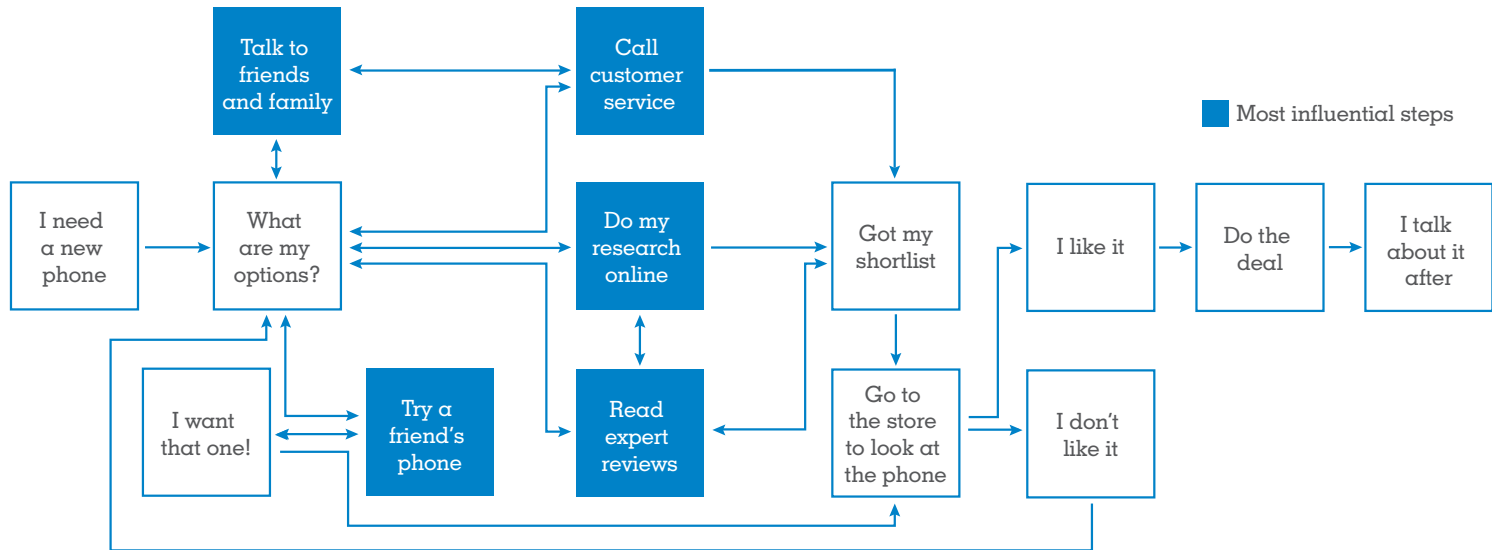 Talk to
friends
and family
Call
customer
service
Most influential steps
I need
a new
phone
What
are my
options?
Do my
research
online
Got my
shortlist
I like it
Do the
deal
I talk
about it
after
I want
that one!
Try a
friend's
phone
Read
expert
reviews
Go to
the store
to look at
the phone
I don't
like it